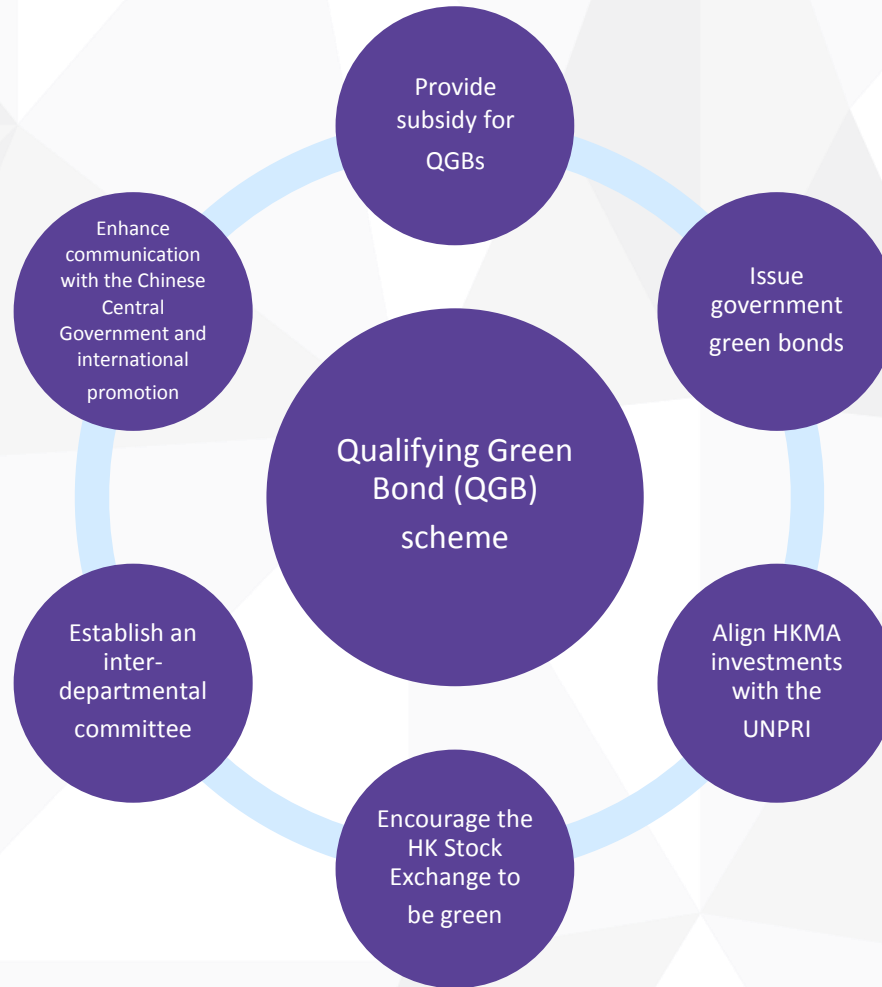 Provide
subsidy for
QGBs
Issue
government
green bonds
Align HKMA
investments
with the
UNPRI
Encourage the
HK Stock
Exchange to
be green
Establish an
inter-
departmental
committee
Enhance
communication
with the Chinese
Central
Government and
international
promotion
Qualifying Green
Bond (QGB)
scheme